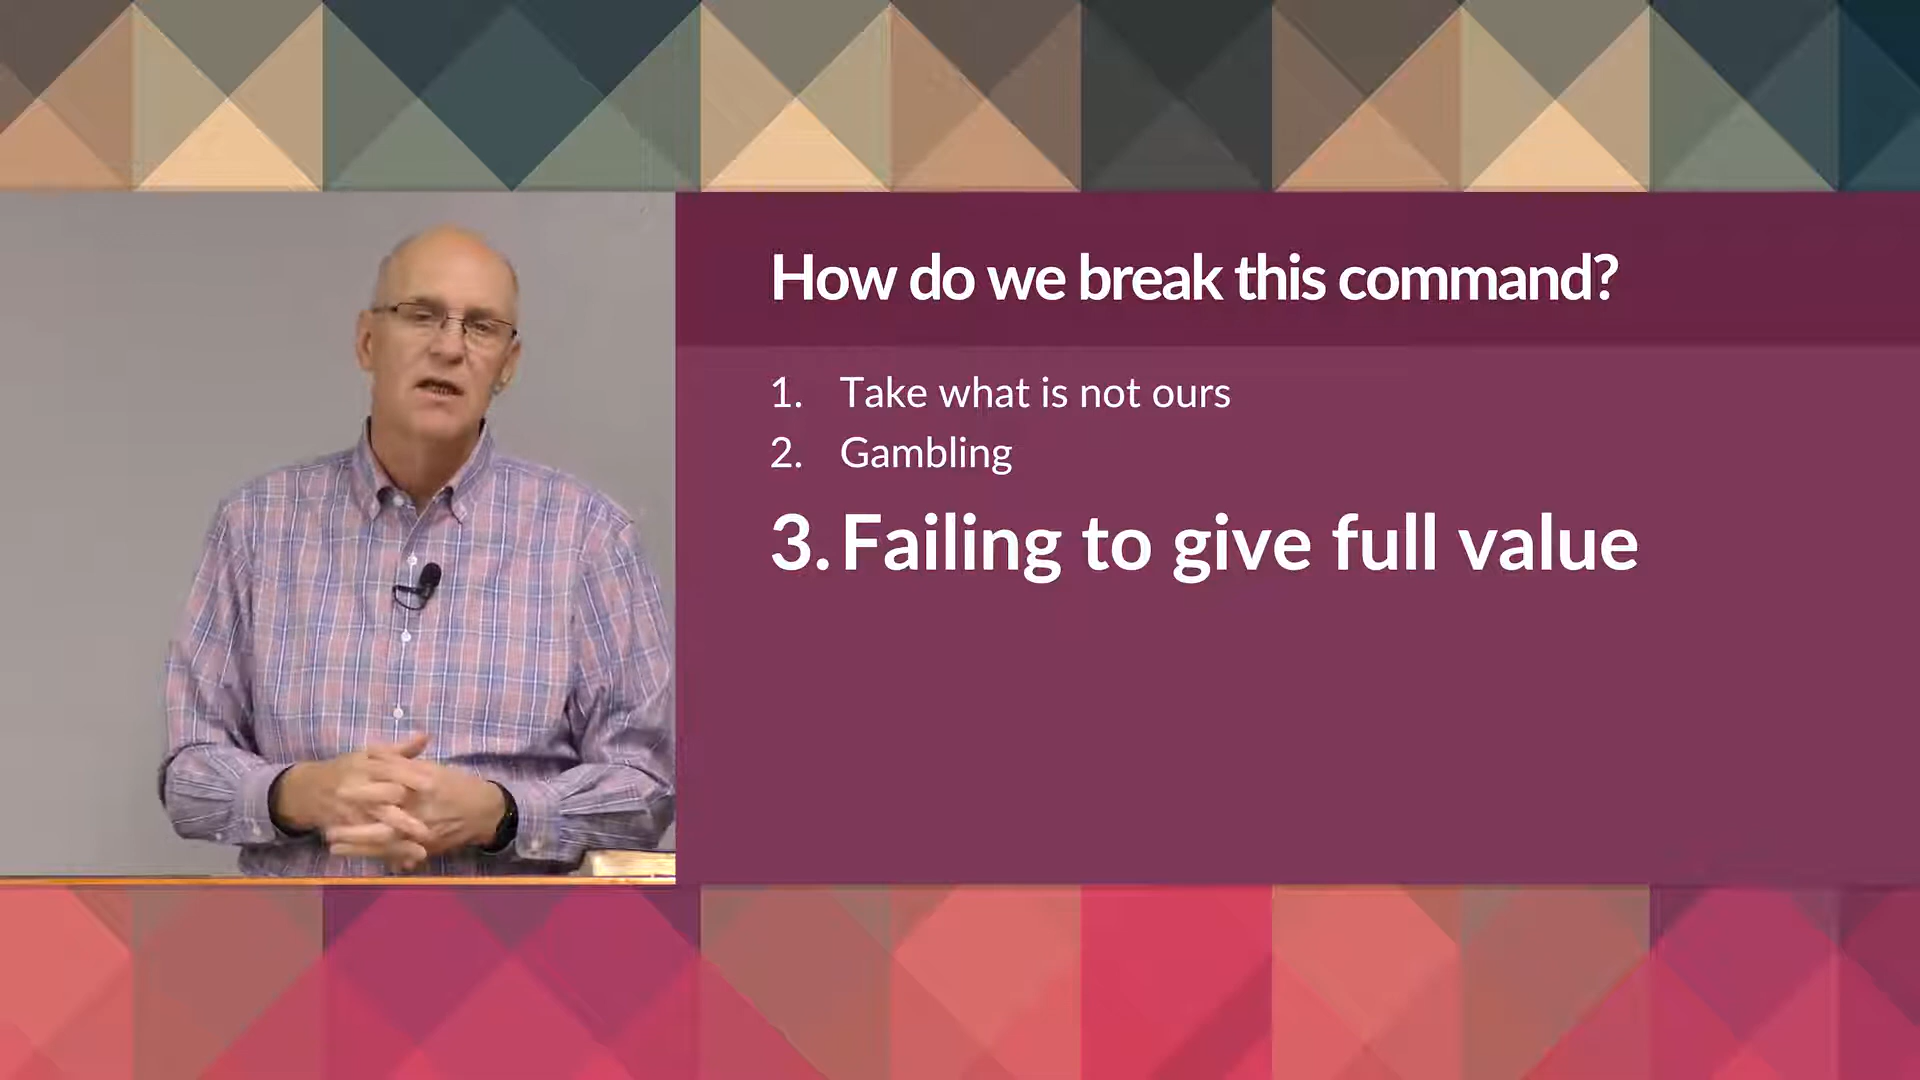 How do we break this command?
1. Take what is not ours
2. Gambling
3. Failing to give full value